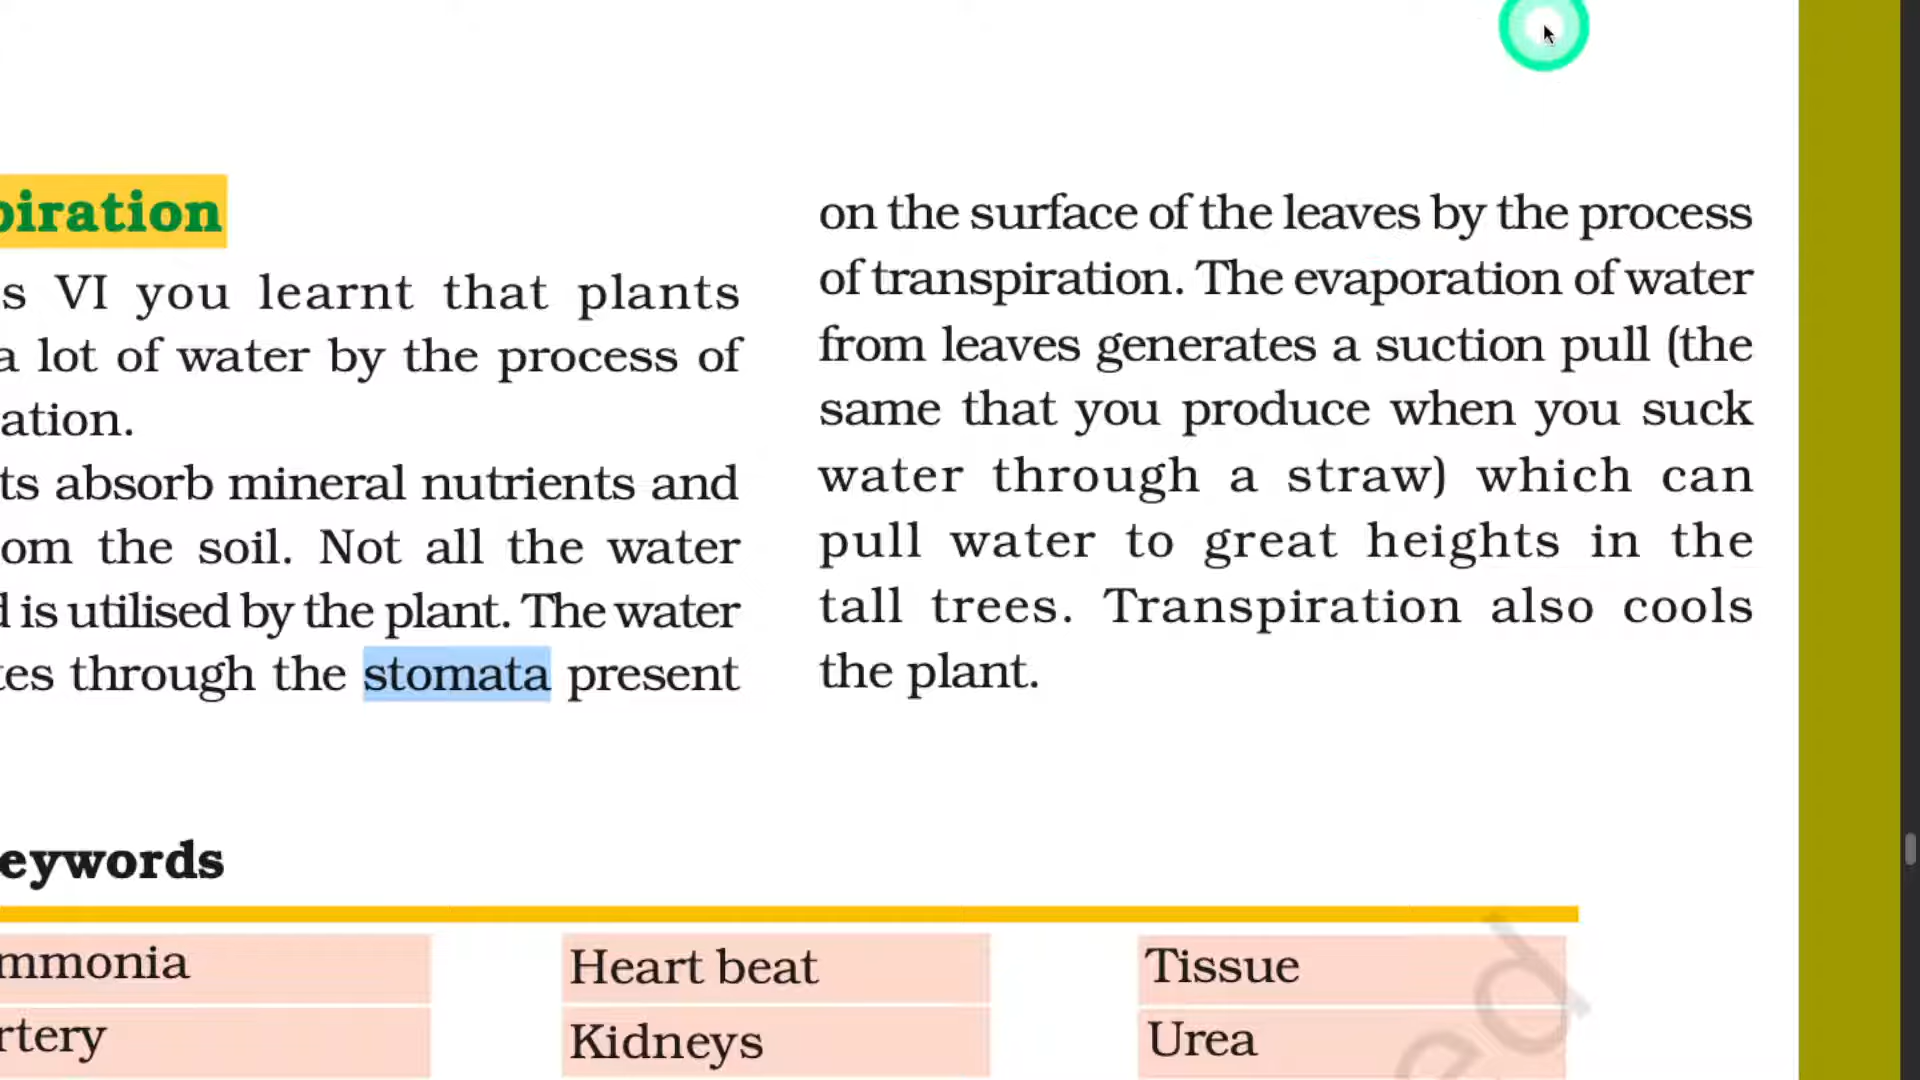 piration
s VI you learnt that plants
a lot of water by the process of
ation.
ts absorb mineral nutrients and
om the soil. Not all the water
d is utilised by the plant. The water
tes through the stomata present
on the surface of the leaves by the process
of transpiration. The evaporation of water
from leaves generates a suction pull (the
same that you produce when you suck
water through a straw) which can
pull water to great heights in the
tall trees. Transpiration also cools
the plant.
eywords
mmonia
Heart beat
Tissue
rtery
Kidneys
Urea
ed